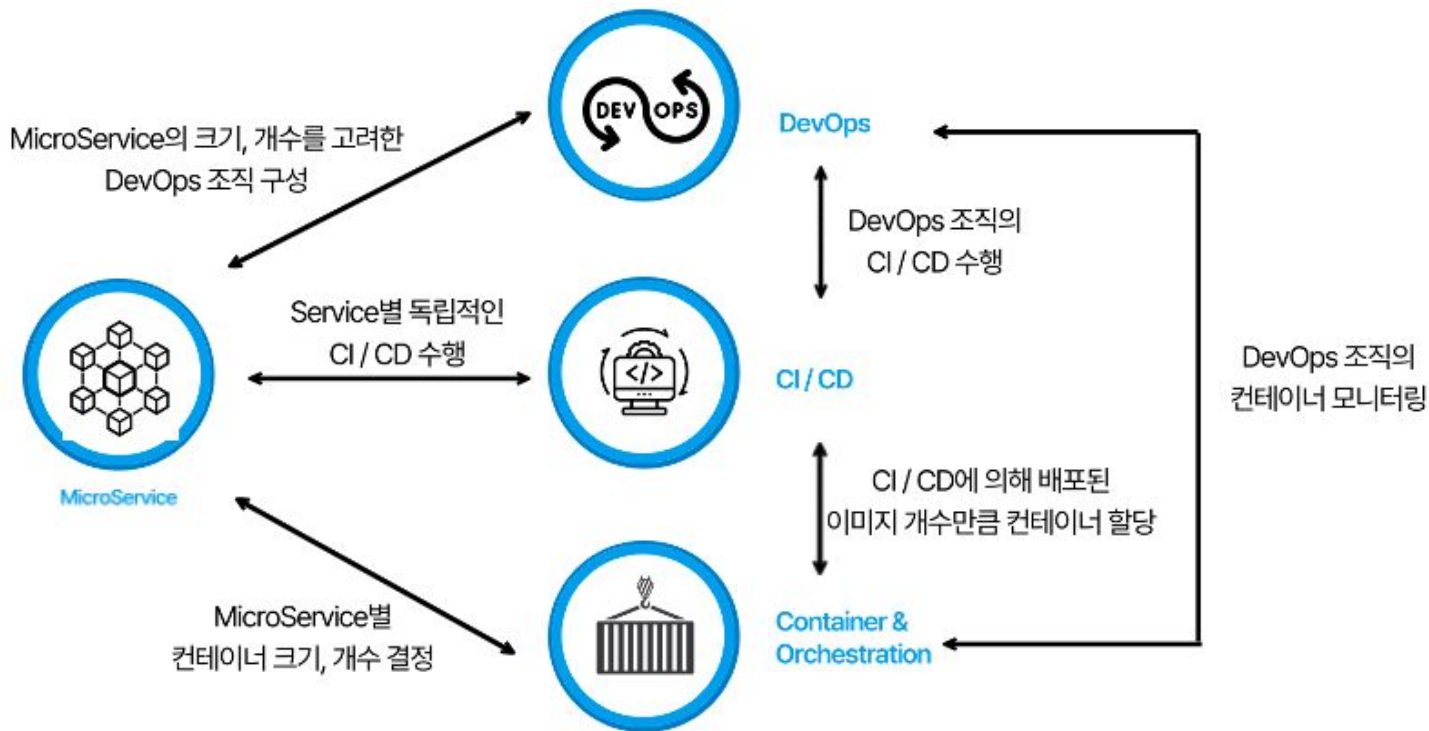 DEV OPS
DevOps
MicroService의 크기, 개수를 고려한
DevOps 조직 구성
DevOps 조직의
CI / CD 수행
Service별 독립적인
CI / CD 수행
</>
CI / CD
DevOps 조직의
컨테이너 모니터링
MicroService
CI / CD에 의해 배포된
이미지 개수만큼 컨테이너 할당
MicroService별
컨테이너 크기, 개수 결정
Container &
Orchestration